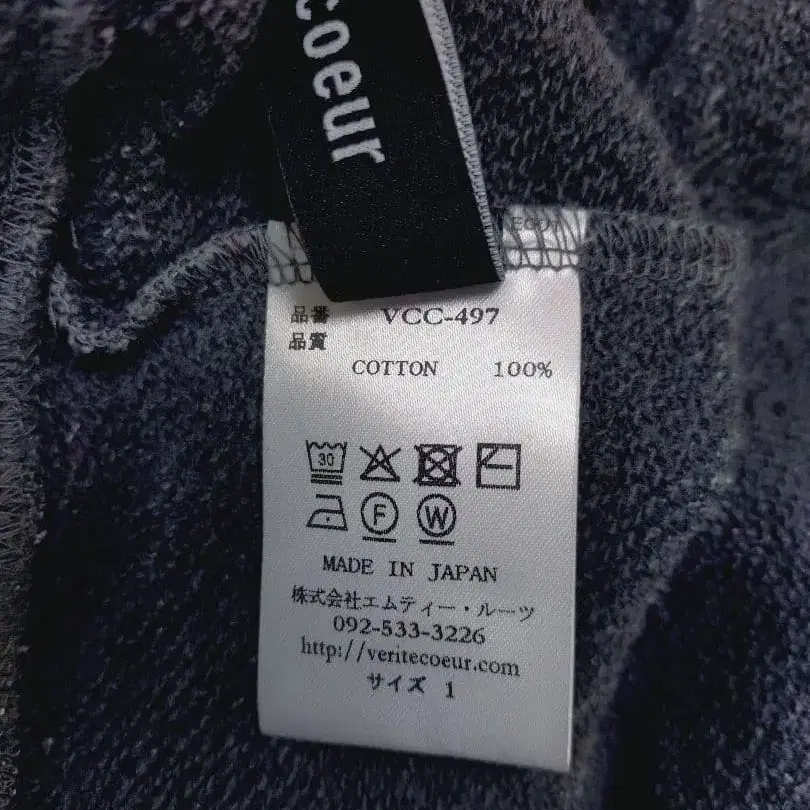 coeur
品番 VCC-497
品質
COTTON 100%
30
F W
MADE IN JAPAN
株式会社エムティー・ルーツ
092-533-3226
http://veritecoeur.com
サイズ 1